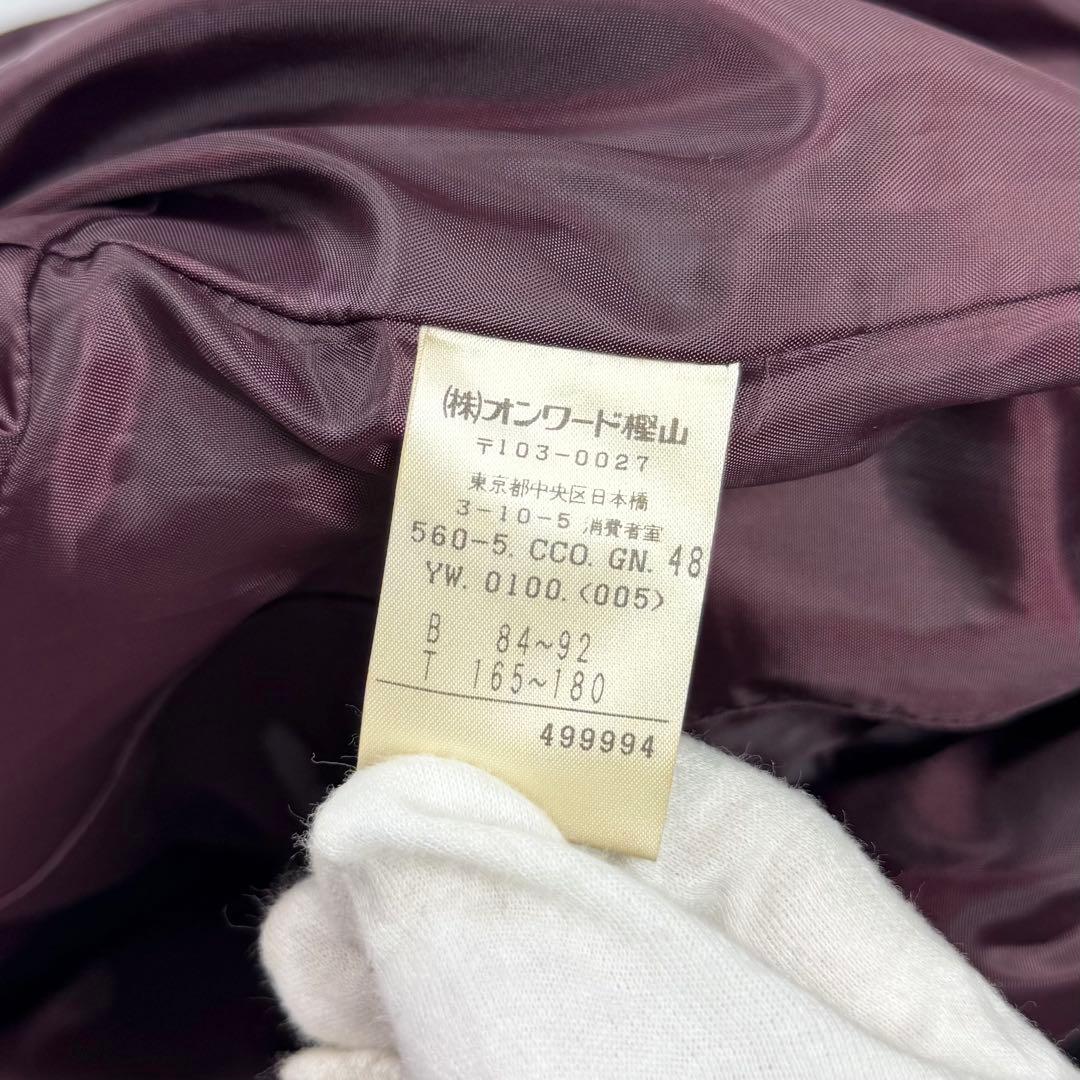 (株)オンワード樫山
〒103-0027
東京都中央区日本橋
3-10-5 消費者室
560-5. CCO. GN. 48
YW. 0100. <005>
B 84~92
T 165~180
499994